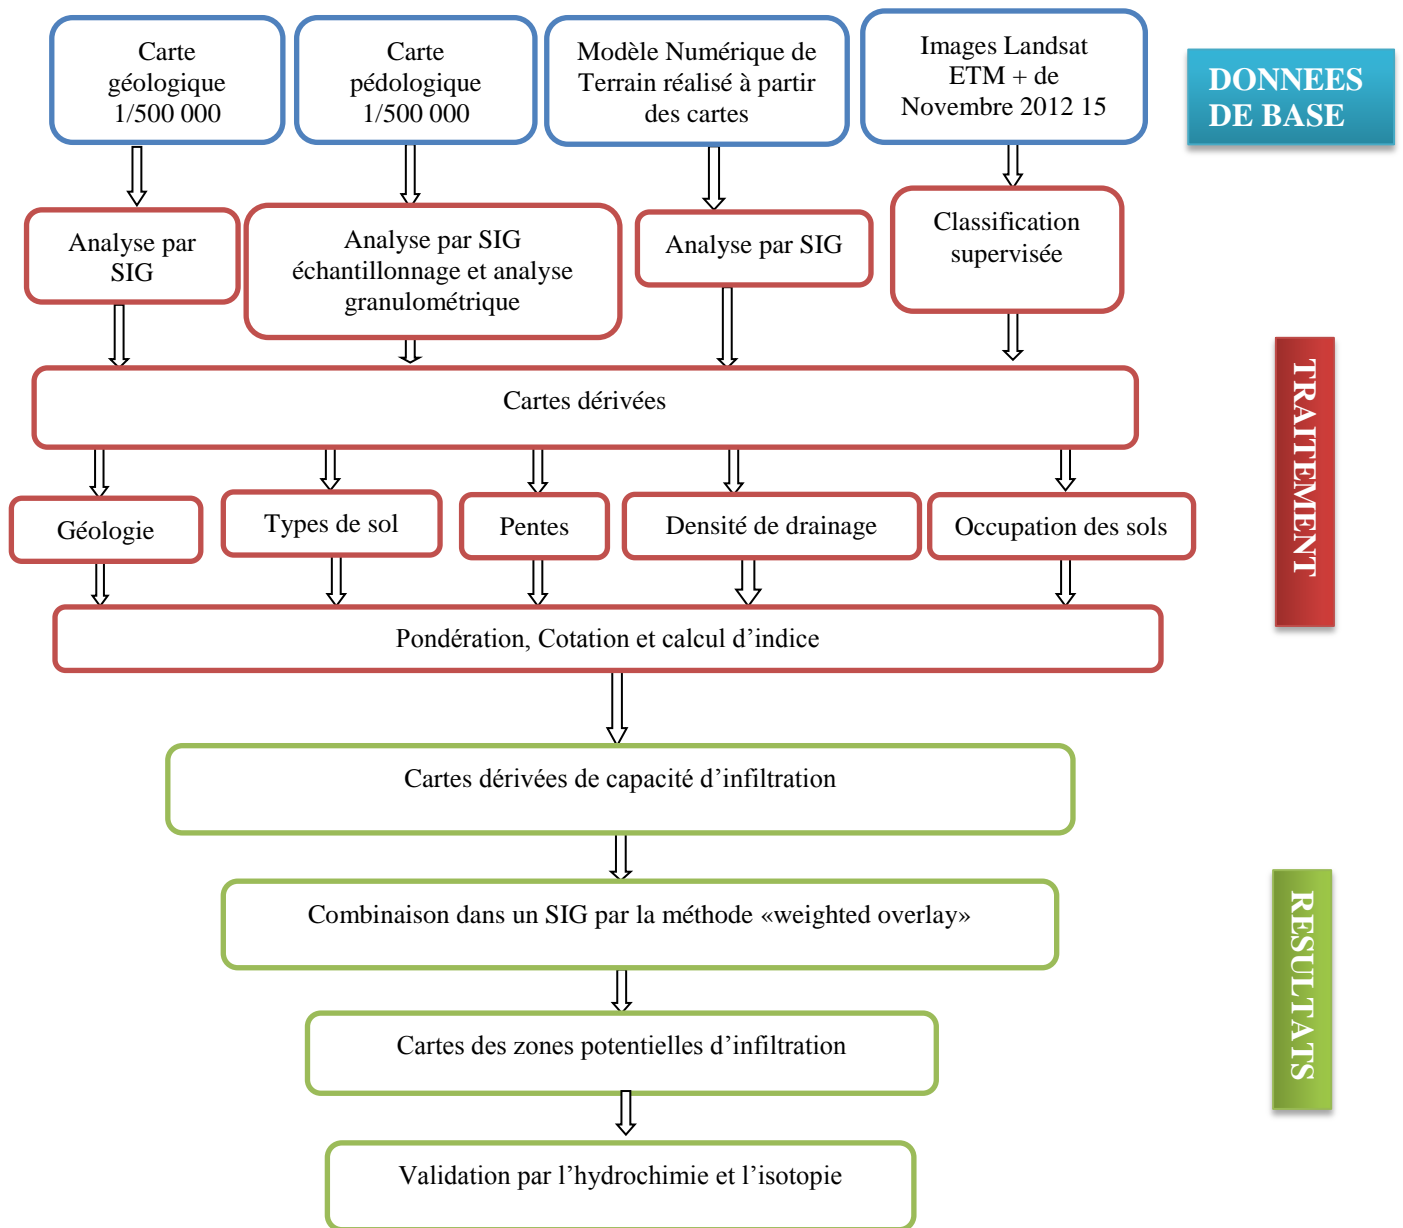 Carte
géologique
1/500 000
Carte
pédologique
1/500 000
Modèle Numérique de
Terrain réalisé à partir
des cartes
Images Landsat
ETM + de
Novembre 2012 15
DONNEES
DE BASE
Analyse par
SIG
Analyse par SIG
échantillonnage et analyse
granulométrique
Analyse par SIG
Classification
supervisée
Cartes dérivées
TRAITEMENT
Géologie
Types de sol
Pentes
Densité de drainage
Occupation des sols
Pondération, Cotation et calcul d’indice
Cartes dérivées de capacité d’infiltration
Combinaison dans un SIG par la méthode «weighted overlay»
RESULTATS
Cartes des zones potentielles d’infiltration
Validation par l’hydrochimie et l’isotopie